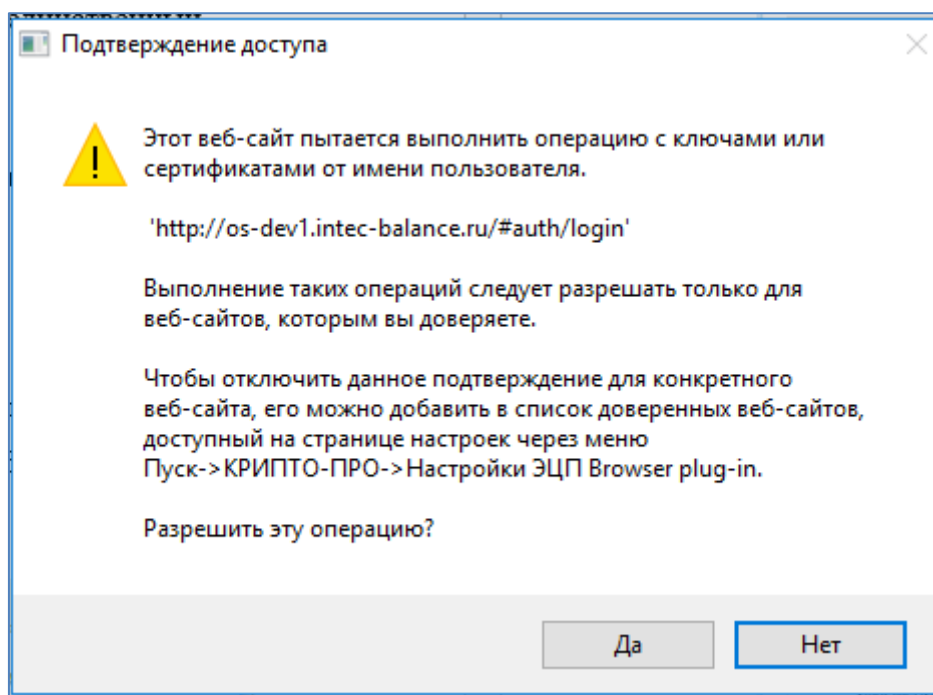 Подтверждение доступа
Этот веб-сайт пытается выполнить операцию с ключами или
сертификатами от имени пользователя.
'http://os-dev1.intec-balance.ru/#auth/login'
Выполнение таких операций следует разрешать только для
веб-сайтов, которым вы доверяете.
Чтобы отключить данное подтверждение для конкретного
веб-сайта, его можно добавить в список доверенных веб-сайтов,
доступный на странице настроек через меню
Пуск->КРИПТО-ПРО->Настройки ЭЦП Browser plug-in.
Разрешить эту операцию?
Да
Нет